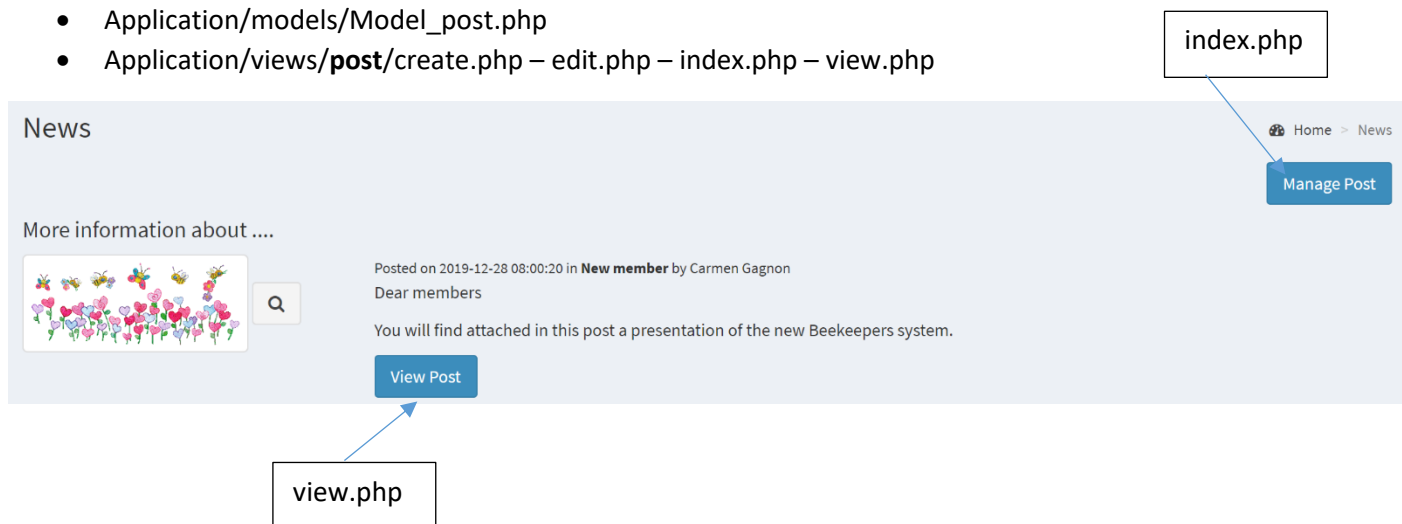 • Application/models/Model_post.php
• Application/views/post/create.php – edit.php – index.php – view.php
index.php
News
Home > News
Manage Post
More information about ....
Posted on 2019-12-28 08:00:20 in New member by Carmen Gagnon
Dear members
You will find attached in this post a presentation of the new Beekeepers system.
View Post
view.php